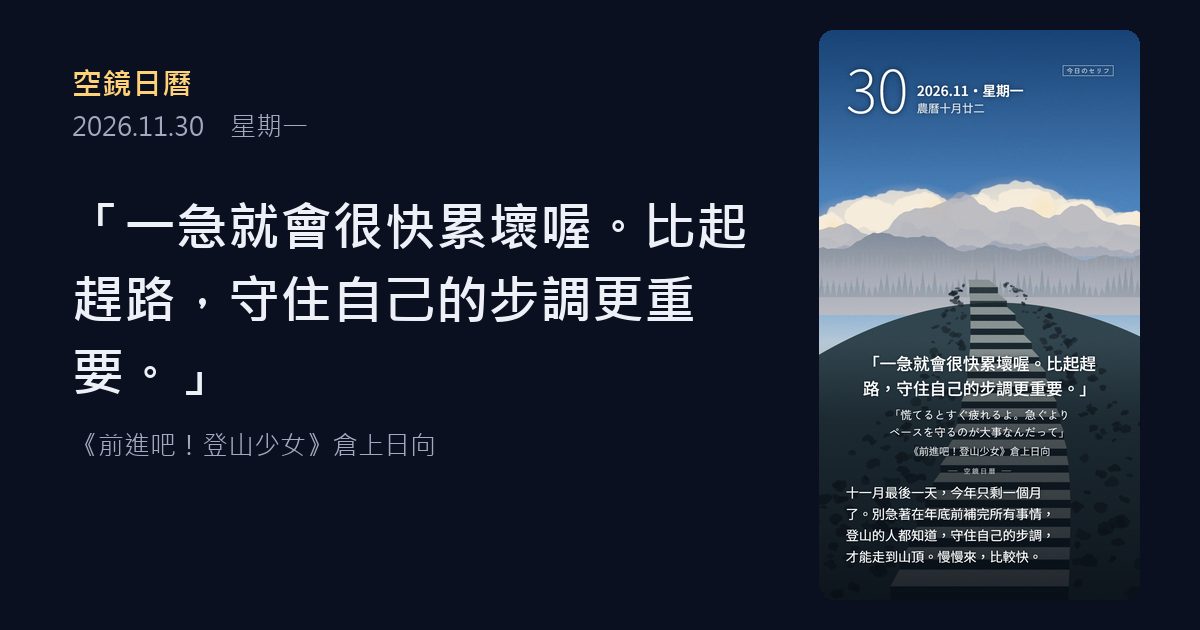 空鏡日曆
2026.11.30 星期一
「一急就會很快累壞喔。比起
趕路，守住自己的步調更重
要。」
《前進吧！登山少女》倉上日向
30
2026.11・星期一
農曆十月廿二
今日のセリフ
「一急就會很快累壞喔。比起趕
路，守住自己的步調更重要。」
「慌てるとすぐ疲れるよ。急ぐより
ペースを守るのが大事なんだって」
《前進吧！登山少女》倉上日向
— 空鏡日曆 —
十一月最後一天，今年只剩一個月
了。別急著在年底前補完所有事情，
登山的人都知道，守住自己的步調，
才能走到山頂。慢慢來，比較快。